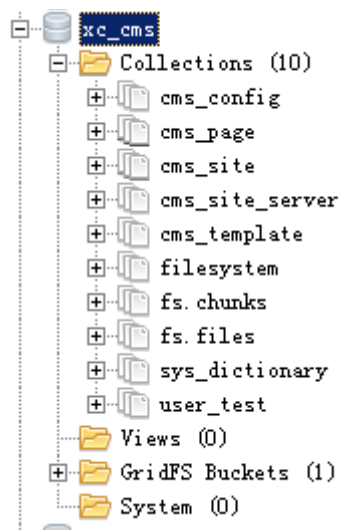 xc_cms
Collections (10)
cms_config
cms_page
cms_site
cms_site_server
cms_template
filesystem
fs.chunks
fs.files
sys_dictionary
user_test
Views (0)
GridFS Buckets (1)
System (0)